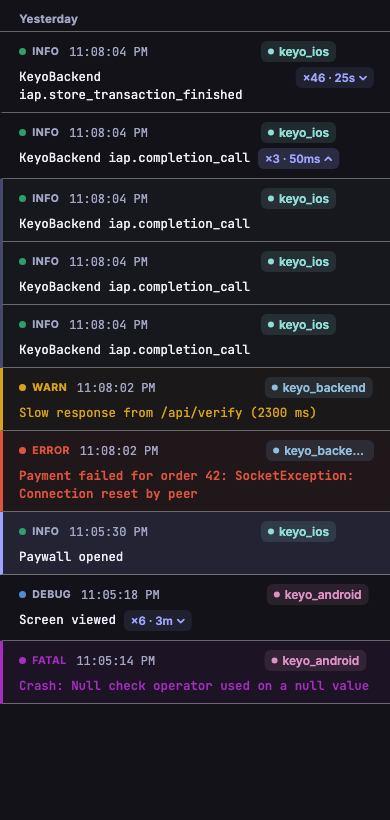 Yesterday
INFO 11:08:04 PM keyo_ios
KeyoBackend ×46 · 25s
iap.store_transaction_finished
INFO 11:08:04 PM keyo_ios
KeyoBackend iap.completion_call ×3 · 50ms
INFO 11:08:04 PM keyo_ios
KeyoBackend iap.completion_call
INFO 11:08:04 PM keyo_ios
KeyoBackend iap.completion_call
INFO 11:08:04 PM keyo_ios
KeyoBackend iap.completion_call
WARN 11:08:02 PM keyo_backend
Slow response from /api/verify (2300 ms)
ERROR 11:08:02 PM keyo_backe...
Payment failed for order 42: SocketException:
Connection reset by peer
INFO 11:05:30 PM keyo_ios
Paywall opened
DEBUG 11:05:18 PM keyo_android
Screen viewed ×6 · 3m
FATAL 11:05:14 PM keyo_android
Crash: Null check operator used on a null value